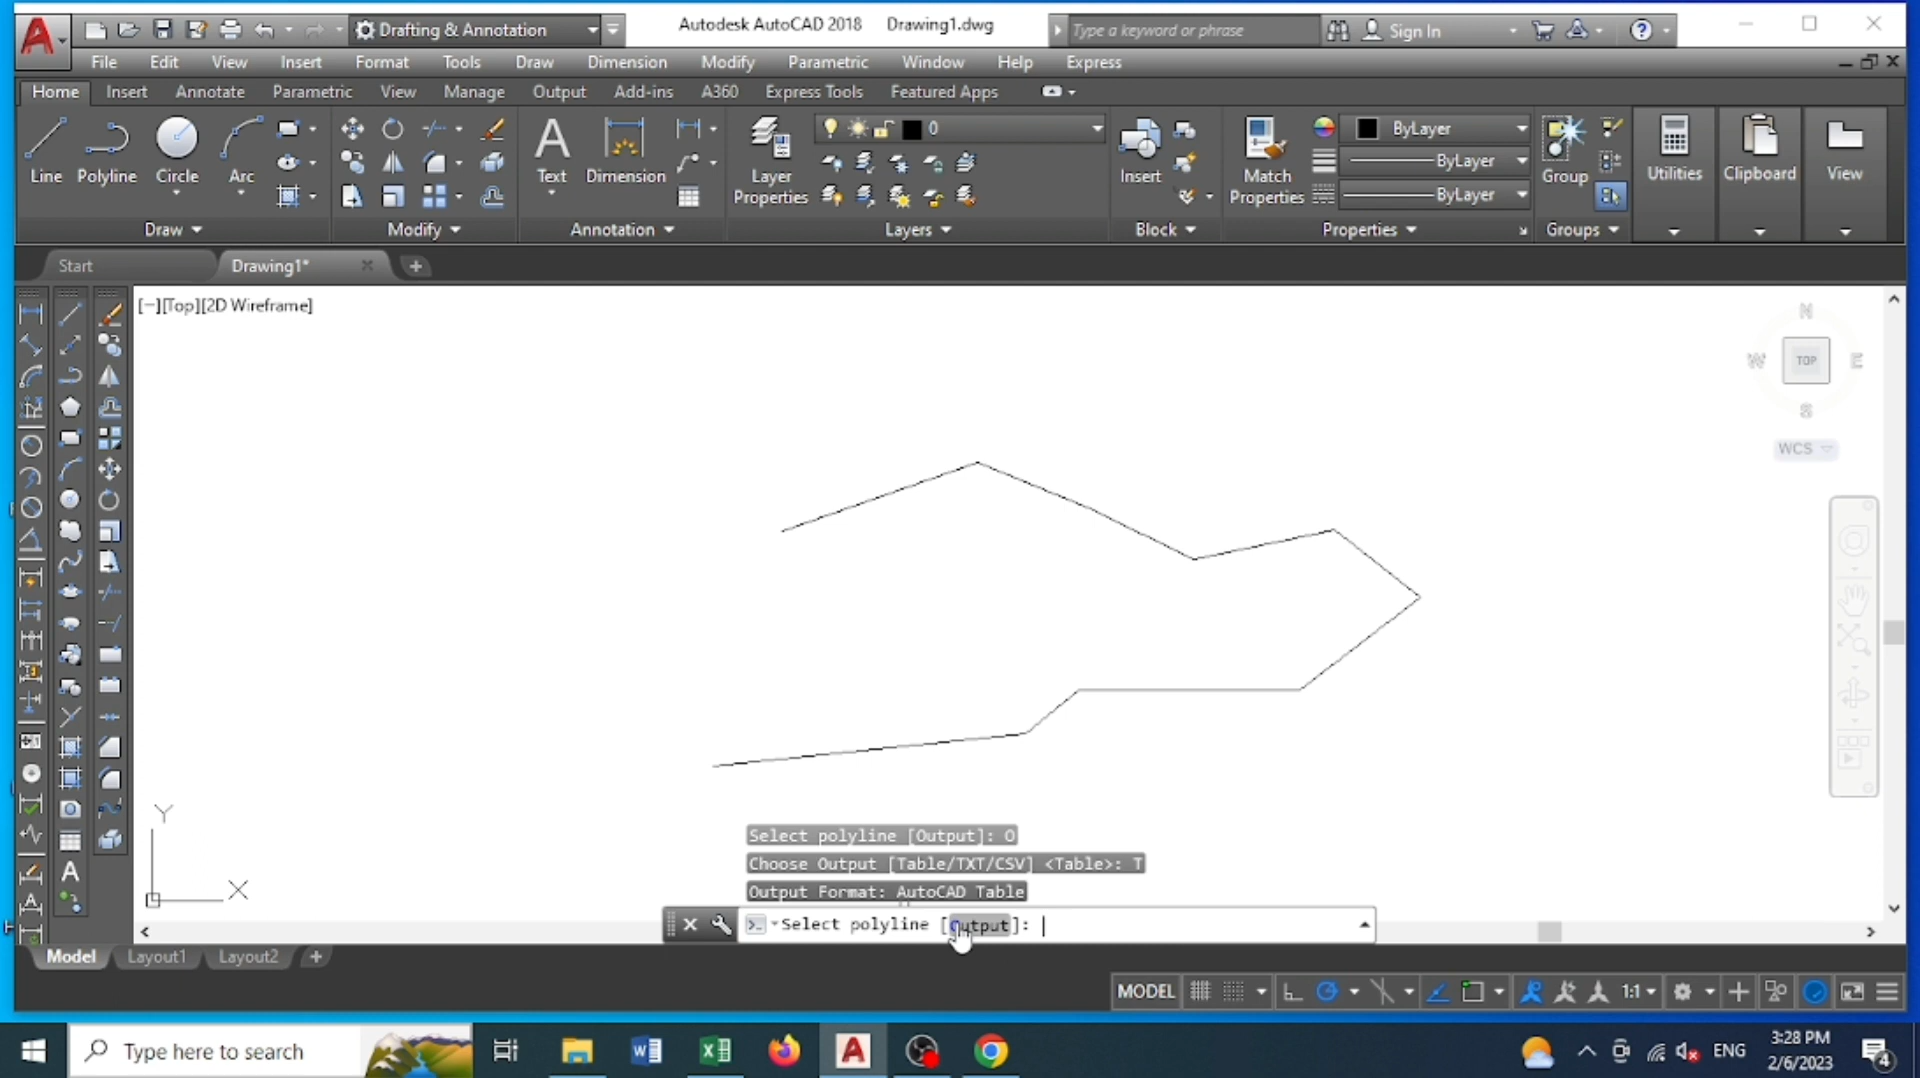 Drafting & Annotation
Autodesk AutoCAD 2018 Drawing1.dwg
Type a keyword or phrase
Sign In
File Edit View Insert Format Tools Draw Dimension Modify Parametric Window Help Express
Home Insert Annotate Parametric View Manage Output Add-ins A360 Express Tools Featured Apps
0
ByLayer
ByLayer
ByLayer
Line Polyline Circle Arc
Text Dimension
Layer Properties
Insert
Match Properties
Group
Utilities Clipboard View
Draw Modify Annotation Layers Block Properties Groups
Start Drawing1*
[−][Top][2D Wireframe]
N
W TOP E
S
WCS
Y
X
Select polyline [Output]: O
Choose Output [Table/TXT/CSV] <Table>: T
Output Format: AutoCAD Table
Select polyline [Output]:
Model Layout1 Layout2
MODEL 1:1
Type here to search
ENG
3:28 PM
2/6/2023
4